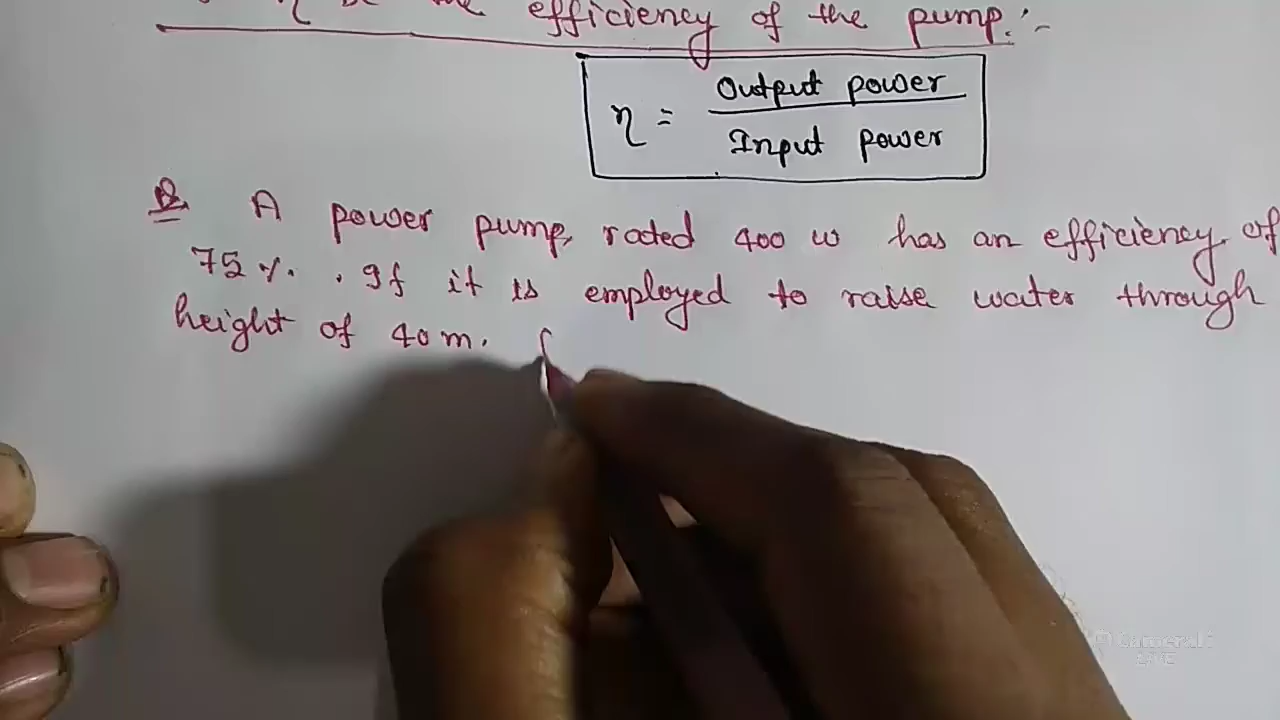 the efficiency of the pump :-
η = Output power
Input power
Q A power pump, rated 400 W has an efficiency of
75 %. . If it is employed to raise water through
height of 40 m.